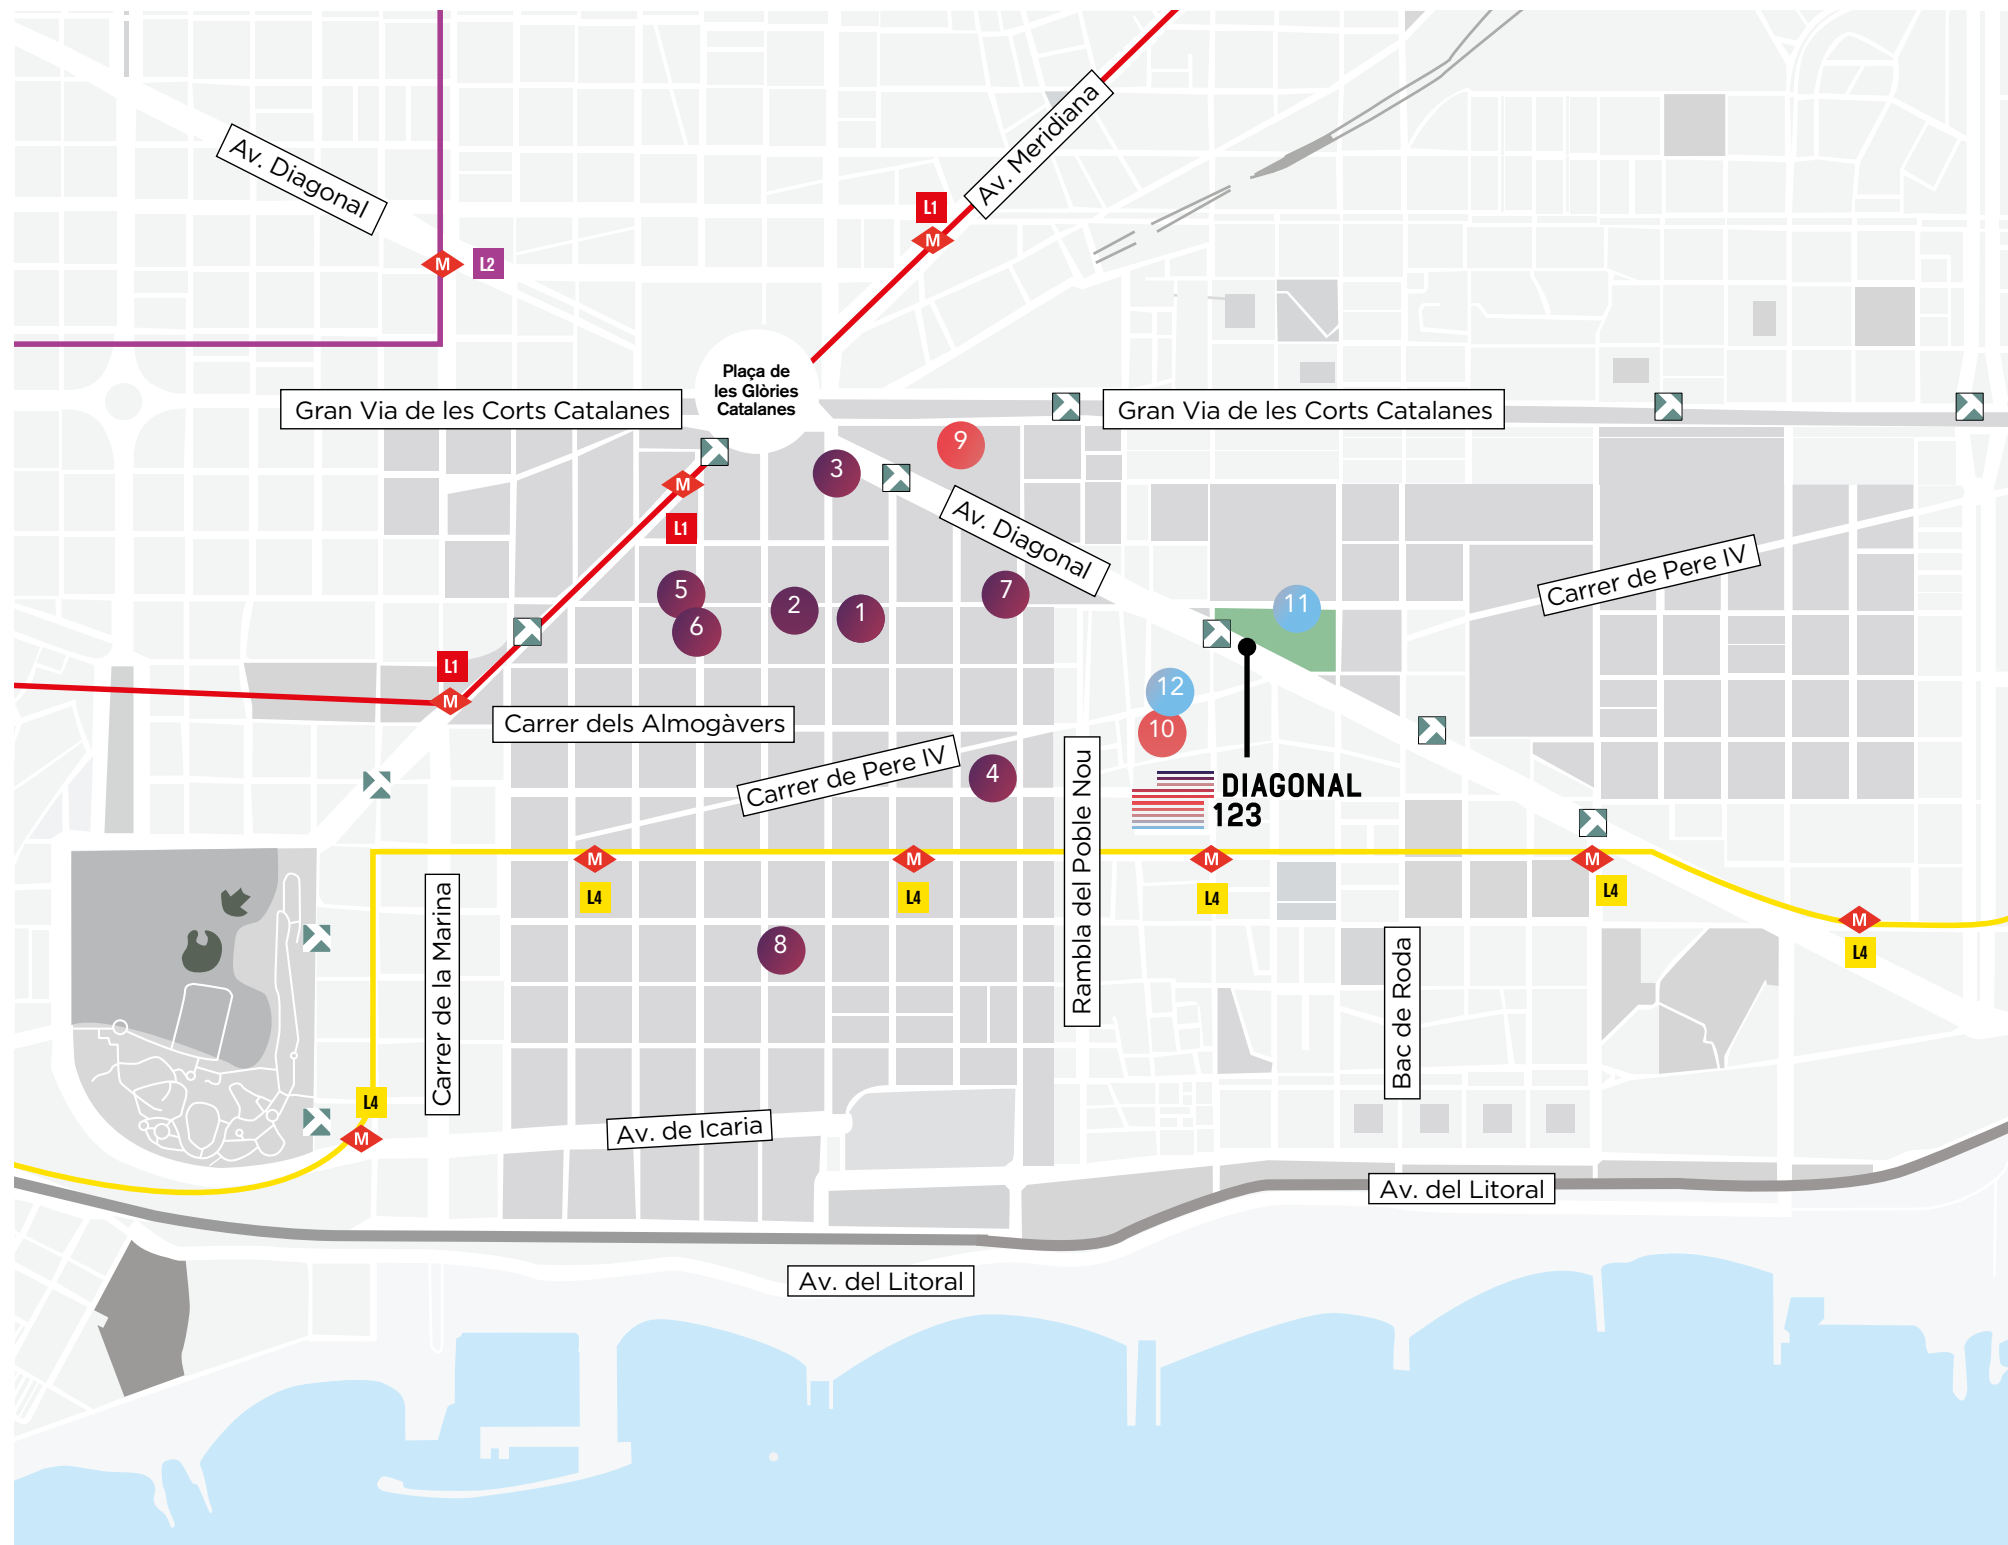 Av. Meridiana
Av. Diagonal
L1
M
M
L2
Plaça de
les Glòries
Catalanes
Gran Via de les Corts Catalanes
Gran Via de les Corts Catalanes
9
3
M
L1
Av. Diagonal
Carrer de Pere IV
5
2
1
7
11
6
L1
M
12
10
Carrer dels Almogàvers
Carrer de Pere IV
4
Rambla del Poble Nou
DIAGONAL
123
M
M
M
M
L4
L4
L4
L4
Carrer de la Marina
8
M
L4
Bac de Roda
L4
M
Av. de Icaria
Av. del Litoral
Av. del Litoral